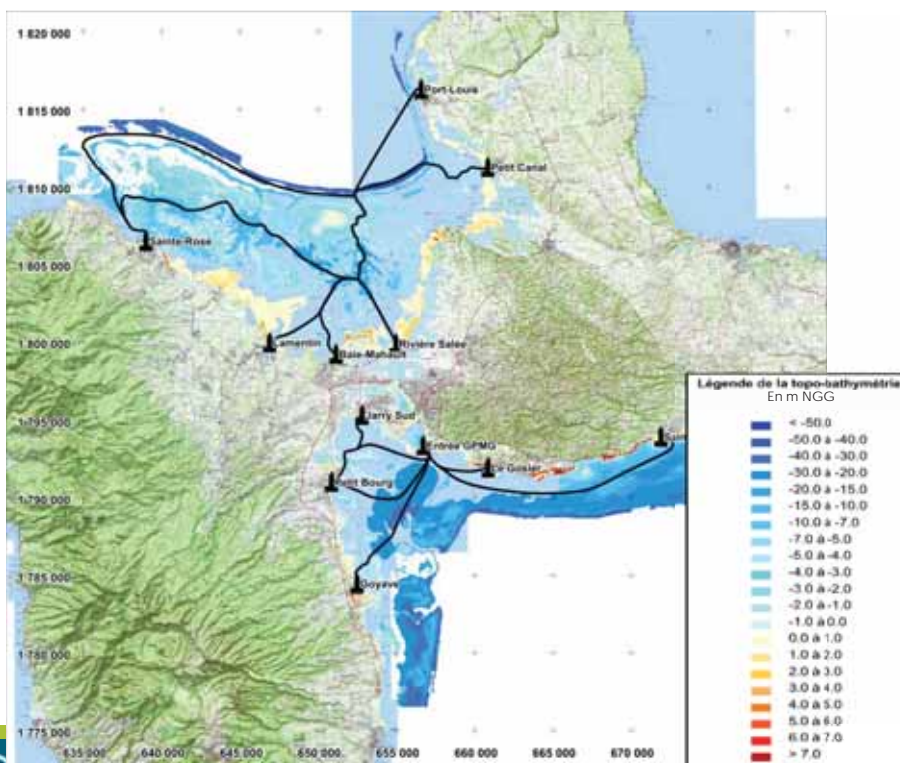 1 820 000
Port-Louis
1 815 000
Petit Canal
1 810 000
Sainte-Rose
1 805 000
Lamentin
Rivière Salée
1 800 000
Baie-Mahault
Légende de la topo-bathymétrie
En m NGG
Jarry Sud
1 795 000
Entrée GPMG
Le Gosier
Petit Bourg
1 790 000
Goyave
1 785 000
1 780 000
1 775 000
635 000
640 000
645 000
650 000
655 000
660 000
665 000
670 000
< -50.0
-50.0 à -40.0
-40.0 à -30.0
-30.0 à -20.0
-20.0 à -15.0
-15.0 à -10.0
-10.0 à -7.0
-7.0 à -5.0
-5.0 à -4.0
-4.0 à -3.0
-3.0 à -2.0
-2.0 à -1.0
-1.0 à 0.0
0.0 à 1.0
1.0 à 2.0
2.0 à 3.0
3.0 à 4.0
4.0 à 5.0
5.0 à 6.0
6.0 à 7.0
> 7.0